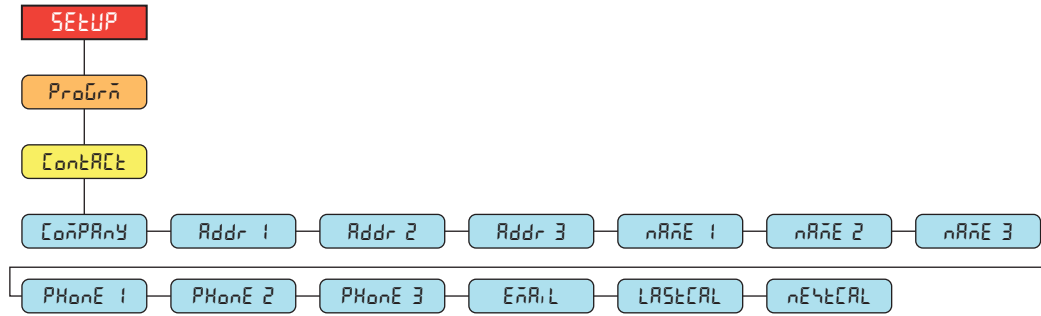 SEtUP
ProGrm
ContACt
ComPAnY Addr 1 Addr 2 Addr 3 nAmE 1 nAmE 2 nAmE 3
PHonE 1 PHonE 2 PHonE 3 EmAiL LAStCAL nEXtCAL